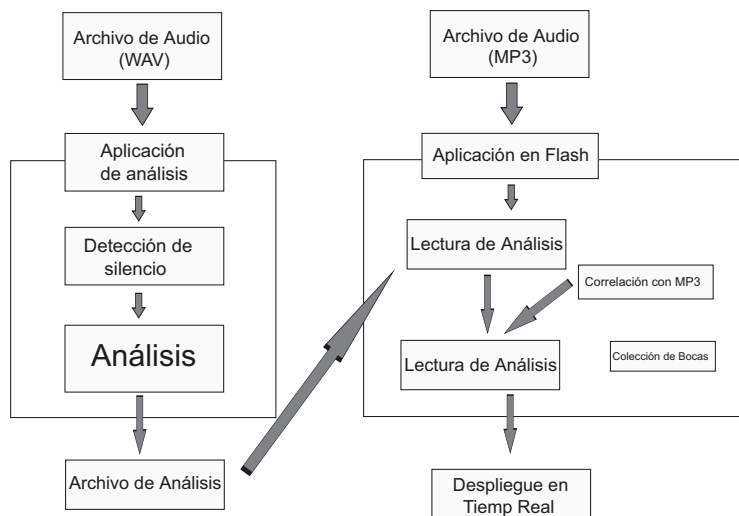 Archivo de Audio
(WAV)
Aplicación
de análisis
Detección de
silencio
Análisis
Archivo de Análisis
Archivo de Audio
(MP3)
Aplicación en Flash
Lectura de Análisis
Correlación con MP3
Lectura de Análisis
Colección de Bocas
Despliegue en
Tiemp Real